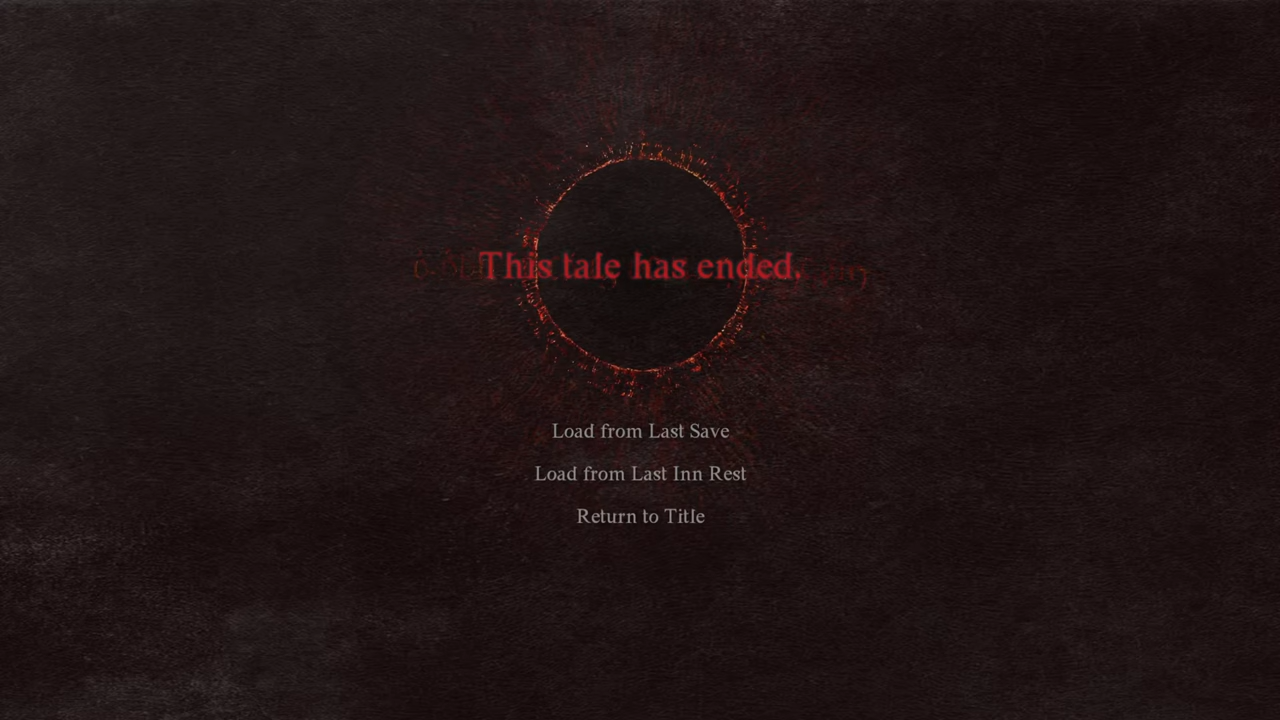 This tale has ended.
Load from Last Save
Load from Last Inn Rest
Return to Title